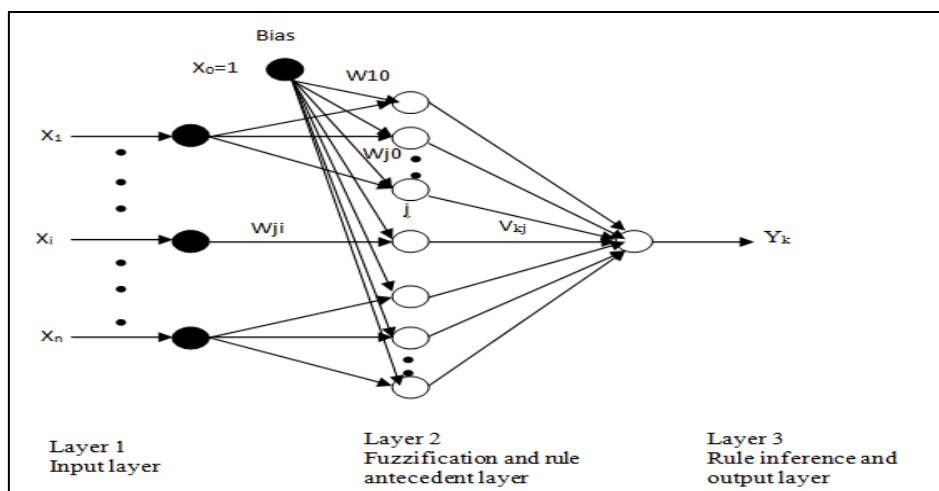 Bias
X₀=1
W10
X₁
Wj0
j
Xᵢ
Wji
Vₖⱼ
Yₖ
Xₙ
Layer 1
Input layer
Layer 2
Fuzzification and rule
antecedent layer
Layer 3
Rule inference and
output layer